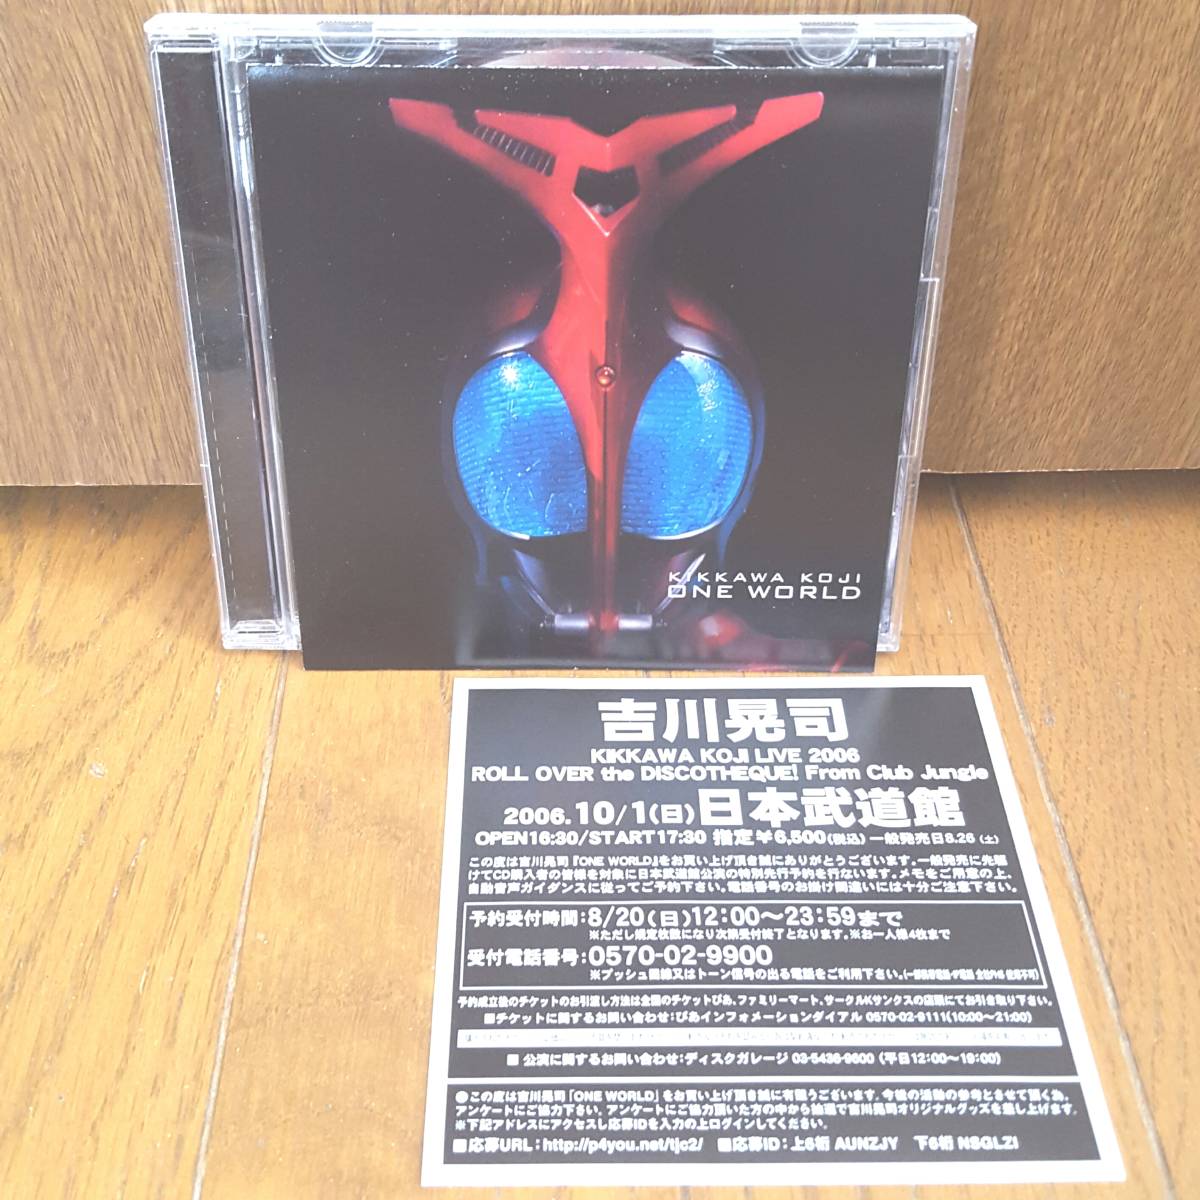 KIKKAWA KOJI
ONE WORLD
吉川晃司
KIKKAWA KOJI LIVE 2006
ROLL OVER the DISCOTHEQUE! From Club Jungle
2006.10/1(日)日本武道館
OPEN16:30/START17:30 指定¥6,500(税込) 一般発売日8.26(土)
この度は吉川晃司『ONE WORLD』をお買い上げ頂き誠にありがとうございます。一般発売に先駆
けてCD購入者の皆様を対象に日本武道館公演の特別先行予約を行ないます。メモをご用意の上、
自動音声ガイダンスに従ってご予約下さい。電話番号のお掛け間違いには十分ご注意下さい。
予約受付時間:8/20(日)12:00〜23:59まで
※ただし規定枚数になり次第受付終了となります。※お一人様4枚まで
受付電話番号:0570-02-9900
※プッシュ回線又はトーン信号の出る電話をご利用下さい。
予約成立後のチケットのお引渡し方法は全国のチケットぴあ、ファミリーマート、サークルKサンクスの店頭にてお引き取り下さい。
■チケットに関するお問い合わせ:ぴあインフォメーションダイアル 0570-02-9111(10:00〜21:00)
■公演に関するお問い合わせ:ディスクガレージ 03-5436-9600 (平日12:00〜19:00)
●この度は吉川晃司「ONE WORLD」をお買い上げ頂き誠に有難うございます。今後の活動の参考とさせて頂く為、
アンケートにご協力下さい。アンケートにご協力頂いた方の中から抽選で吉川晃司オリジナルグッズを差し上げます。
※下記アドレスにアクセスし応募IDを入力の上ログインしてください。
■応募URL:http://p4you.net/tjc2/ ■応募ID:上6桁 AUNZJY 下6桁 NSGLZI